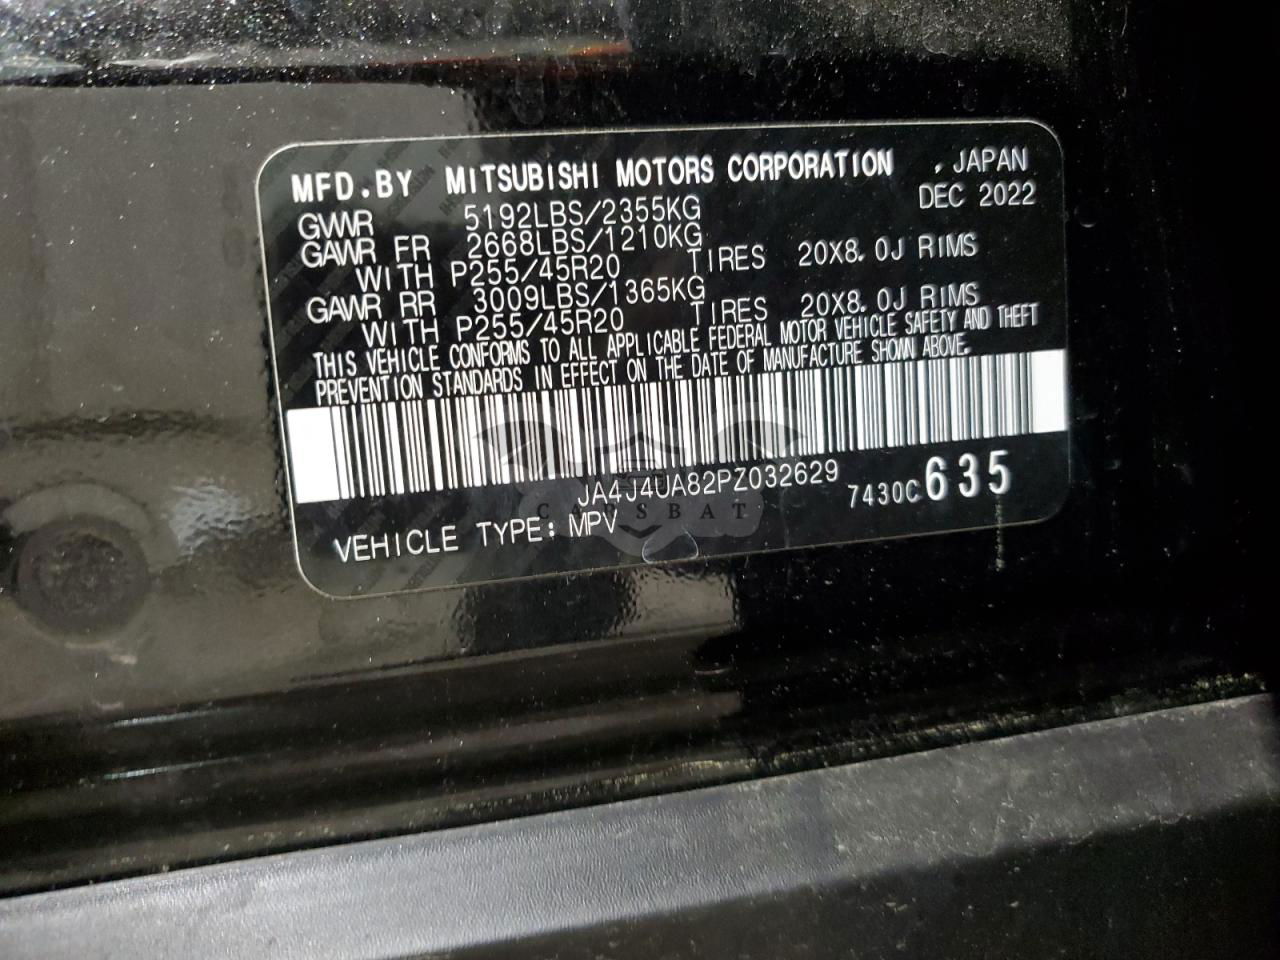 MFD.BY MITSUBISHI MOTORS CORPORATION , JAPAN
DEC 2022
GVWR 5192LBS/2355KG
GAWR FR 2668LBS/1210KG
WITH P255/45R20 TIRES 20X8.0J RIMS
GAWR RR 3009LBS/1365KG
WITH P255/45R20 TIRES 20X8.0J RIMS
THIS VEHICLE CONFORMS TO ALL APPLICABLE FEDERAL MOTOR VEHICLE SAFETY AND THEFT
PREVENTION STANDARDS IN EFFECT ON THE DATE OF MANUFACTURE SHOWN ABOVE.
JA4J4UA82PZ032629 7430C635
CARSBAT
VEHICLE TYPE: MPV